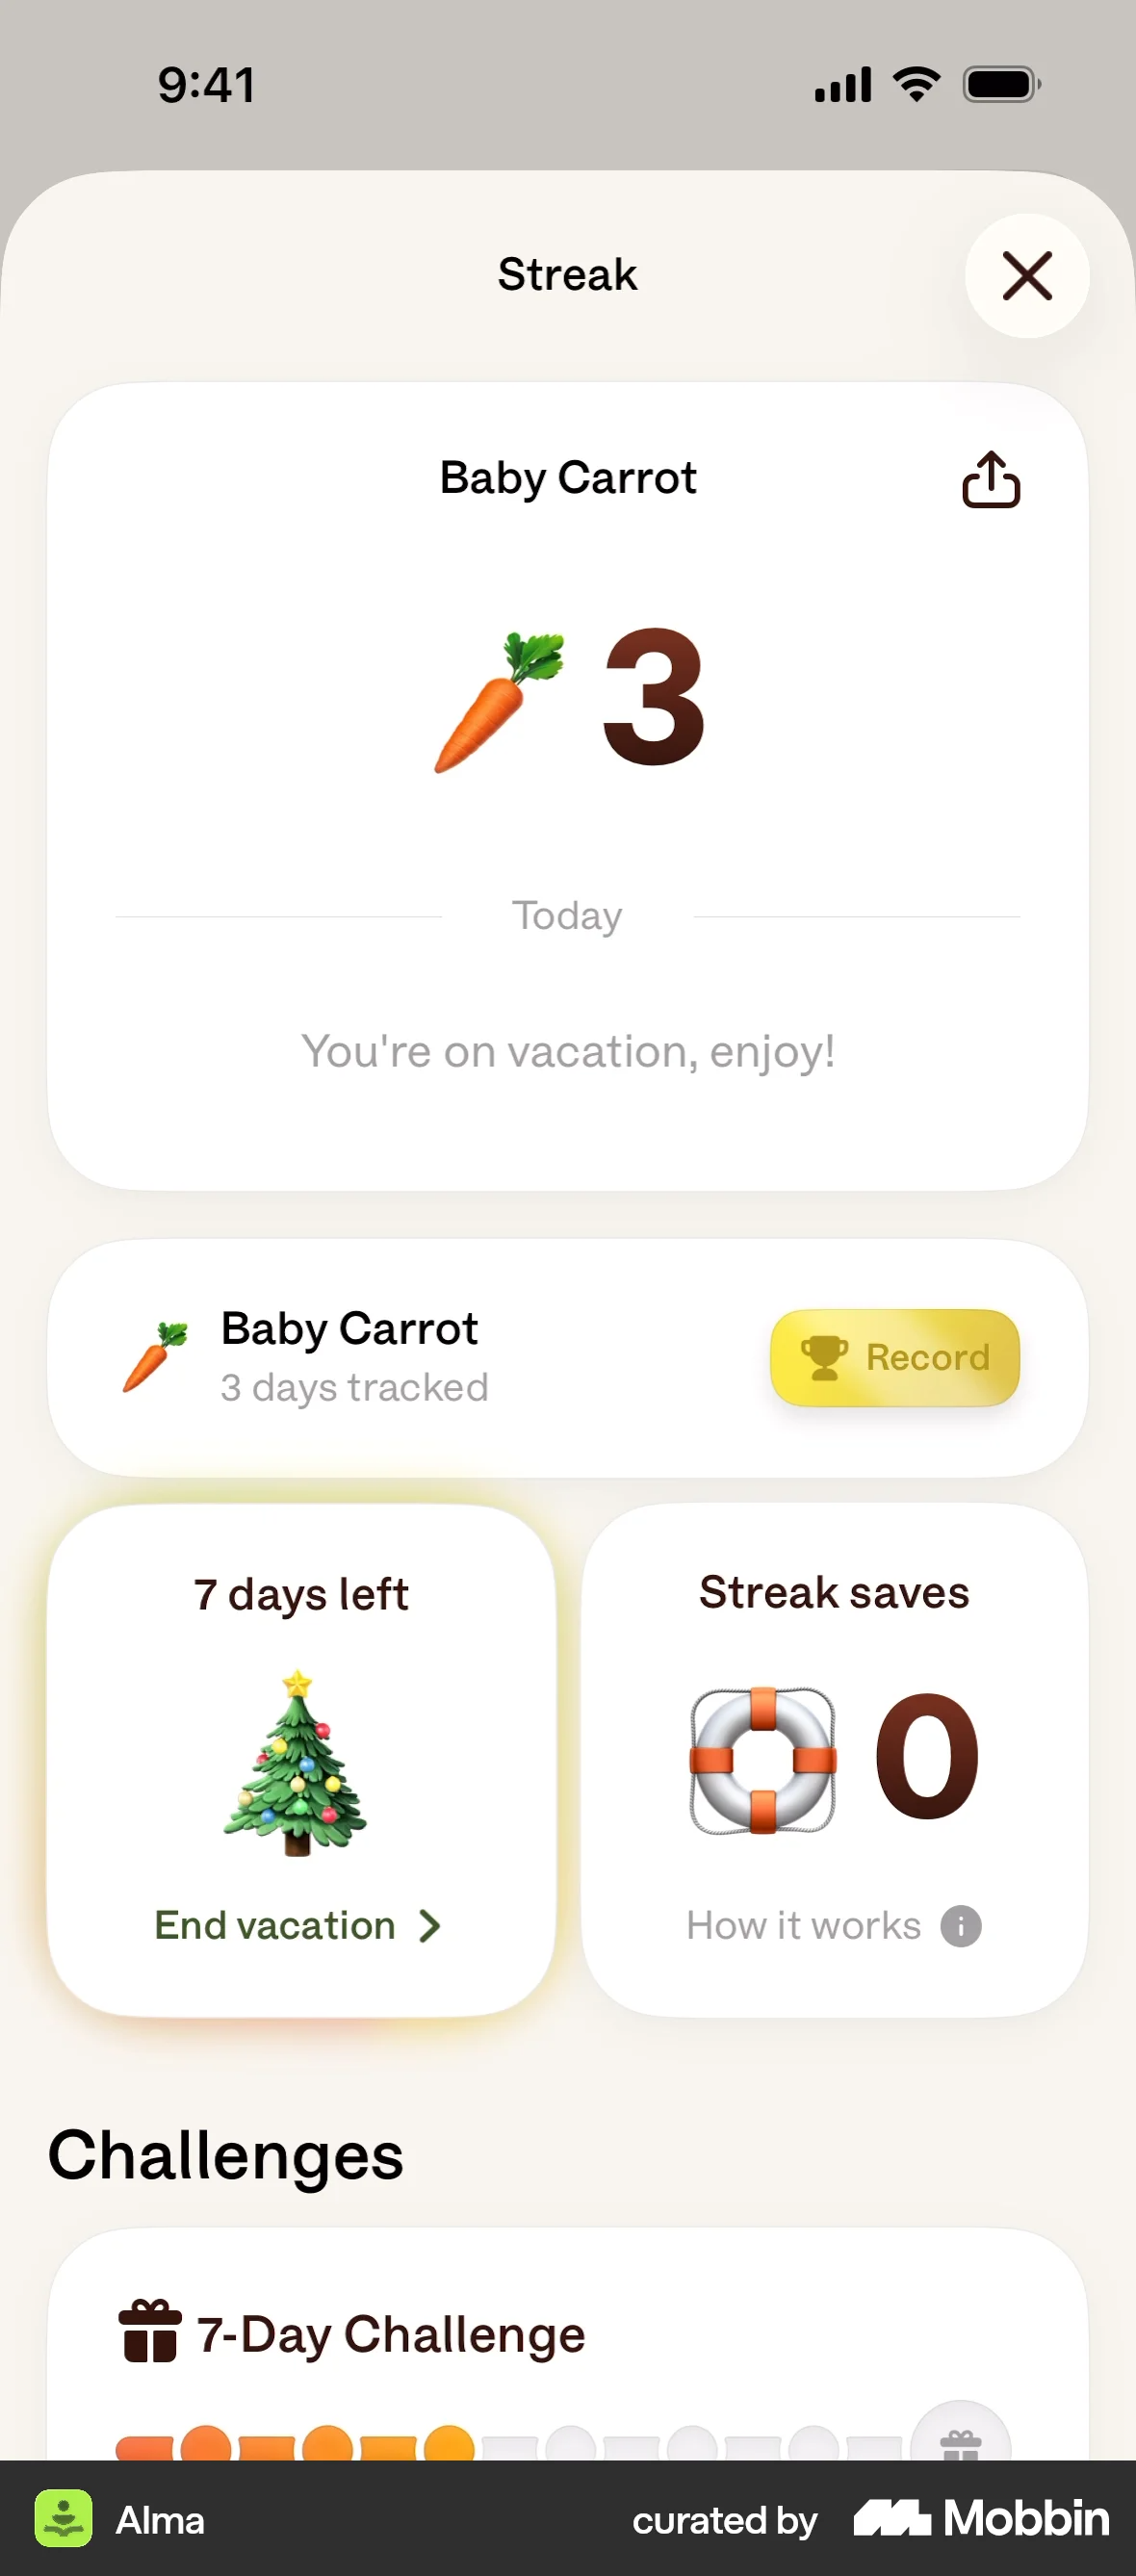 9:41
Streak
Baby Carrot
3
Today
You're on vacation, enjoy!
Baby Carrot
3 days tracked
Record
7 days left
End vacation
Streak saves
0
How it works
Challenges
7-Day Challenge
Alma
curated by Mobbin